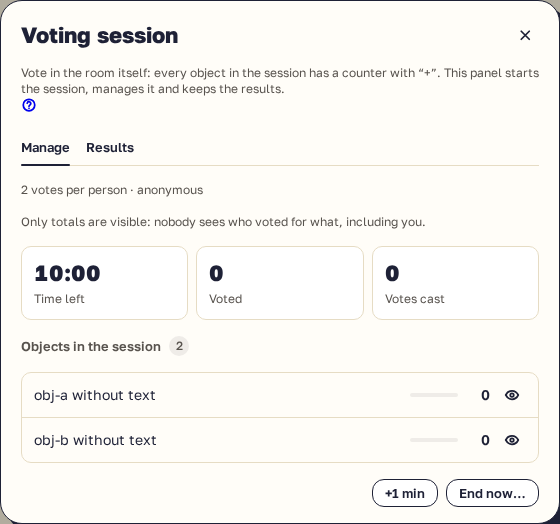 Voting session
Vote in the room itself: every object in the session has a counter with “+”. This panel starts
the session, manages it and keeps the results.
Manage Results
2 votes per person · anonymous
Only totals are visible: nobody sees who voted for what, including you.
10:00 0 0
Time left Voted Votes cast
Objects in the session 2
obj-a without text 0
obj-b without text 0
+1 min End now…